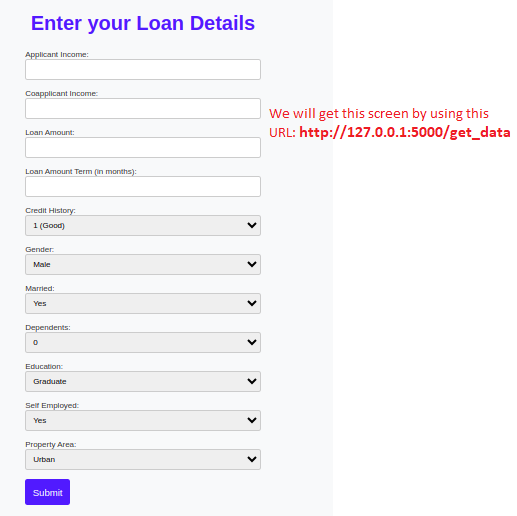 Enter your Loan Details
Applicant Income:
Coapplicant Income:
We will get this screen by using this
URL: http://127.0.0.1:5000/get_data
Loan Amount:
Loan Amount Term (in months):
Credit History:
1 (Good)
Gender:
Male
Married:
Yes
Dependents:
0
Education:
Graduate
Self Employed:
Yes
Property Area:
Urban
Submit